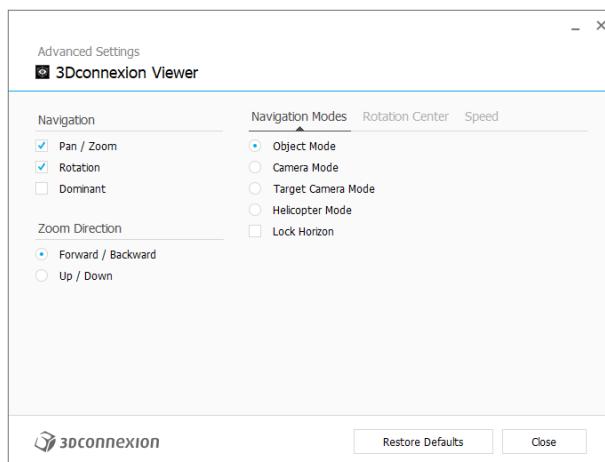 Advanced Settings
3Dconnexion Viewer
Navigation
Pan / Zoom
Rotation
Dominant
Zoom Direction
Forward / Backward
Up / Down
Navigation Modes Rotation Center Speed
Object Mode
Camera Mode
Target Camera Mode
Helicopter Mode
Lock Horizon
3Dconnexion
Restore Defaults
Close